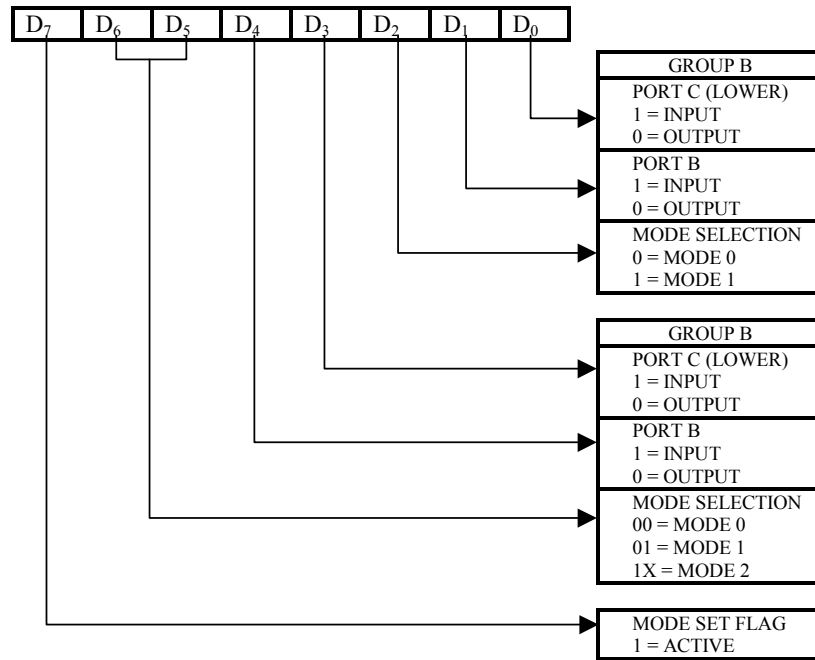 D₇ D₆ D₅ D₄ D₃ D₂ D₁ D₀
GROUP B
PORT C (LOWER)
1 = INPUT
0 = OUTPUT
PORT B
1 = INPUT
0 = OUTPUT
MODE SELECTION
0 = MODE 0
1 = MODE 1
GROUP B
PORT C (LOWER)
1 = INPUT
0 = OUTPUT
PORT B
1 = INPUT
0 = OUTPUT
MODE SELECTION
00 = MODE 0
01 = MODE 1
1X = MODE 2
MODE SET FLAG
1 = ACTIVE